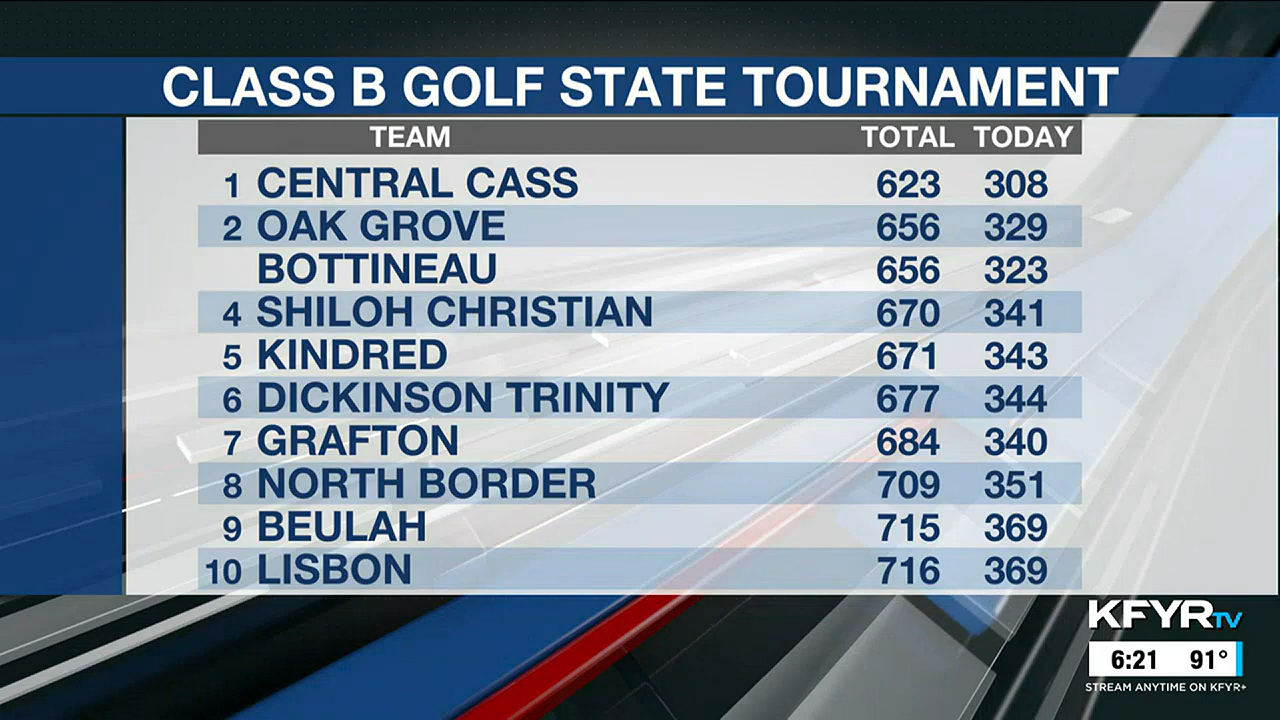 CLASS B GOLF STATE TOURNAMENT
TEAM TOTAL TODAY
1 CENTRAL CASS 623 308
2 OAK GROVE 656 329
BOTTINEAU 656 323
4 SHILOH CHRISTIAN 670 341
5 KINDRED 671 343
6 DICKINSON TRINITY 677 344
7 GRAFTON 684 340
8 NORTH BORDER 709 351
9 BEULAH 715 369
10 LISBON 716 369
KFYRTV
6:21 91°
STREAM ANYTIME ON KFYR+